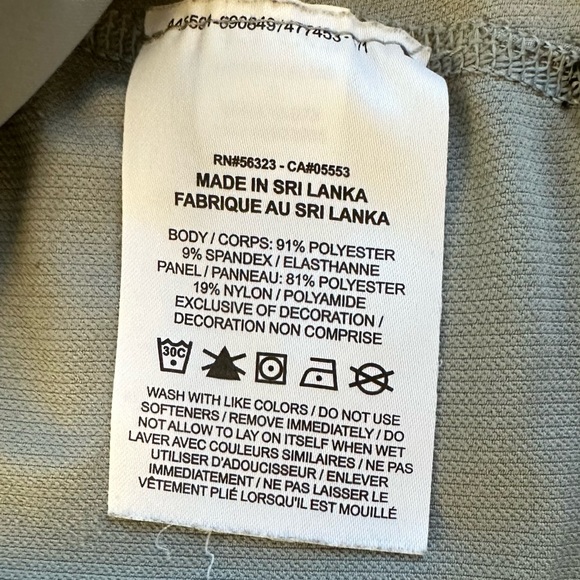 RN#56323 - CA#05553
MADE IN SRI LANKA
FABRIQUE AU SRI LANKA
BODY / CORPS: 91% POLYESTER
9% SPANDEX / ELASTHANNE
PANEL / PANNEAU: 81% POLYESTER
19% NYLON / POLYAMIDE
EXCLUSIVE OF DECORATION /
DECORATION NON COMPRISE
30C
WASH WITH LIKE COLORS / DO NOT USE
SOFTENERS / REMOVE IMMEDIATELY / DO
NOT ALLOW TO LAY ON ITSELF WHEN WET
LAVER AVEC COULEURS SIMILAIRES / NE PAS
UTILISER D'ADOUCISSEUR / ENLEVER
IMMÉDIATEMENT / NE PAS LAISSER LE
VÊTEMENT PLIÉ LORSQU'IL EST MOUILLÉ